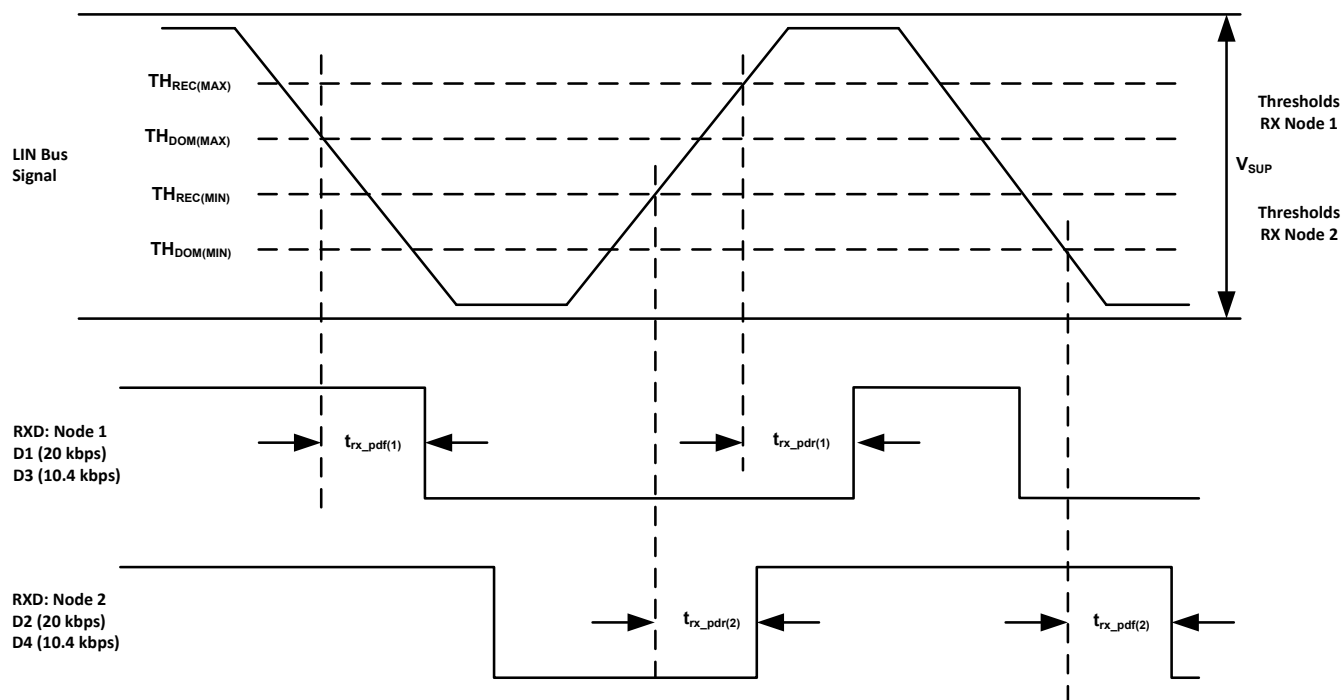 TH_REC(MAX)
TH_DOM(MAX)
TH_REC(MIN)
TH_DOM(MIN)
LIN Bus
Signal
Thresholds
RX Node 1
V_SUP
Thresholds
RX Node 2
RXD: Node 1
D1 (20 kbps)
D3 (10.4 kbps)
t_rx_pdf(1)
t_rx_pdr(1)
RXD: Node 2
D2 (20 kbps)
D4 (10.4 kbps)
t_rx_pdr(2)
t_rx_pdf(2)